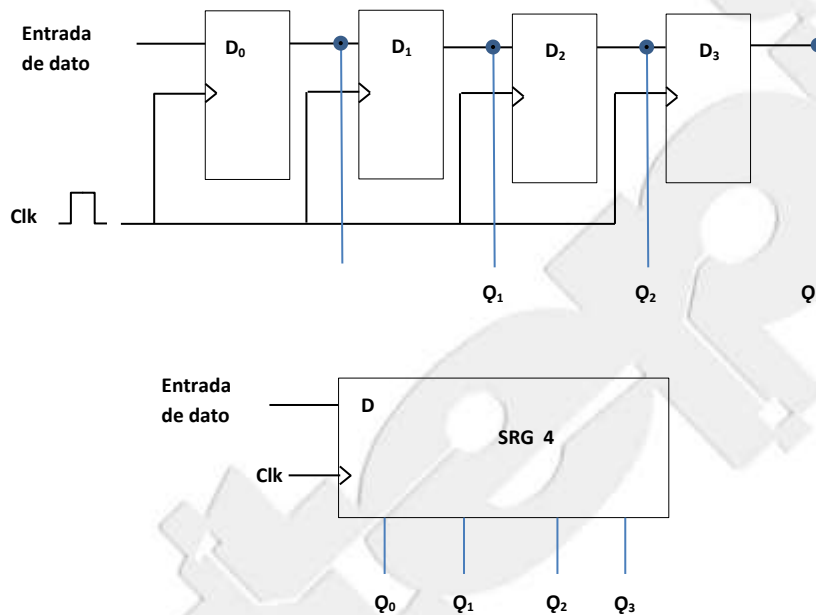 Entrada
de dato
D₀
D₁
D₂
D₃
Clk
Q₁
Q₂
Q
Entrada
de dato
D
SRG 4
Clk
Q₀
Q₁
Q₂
Q₃